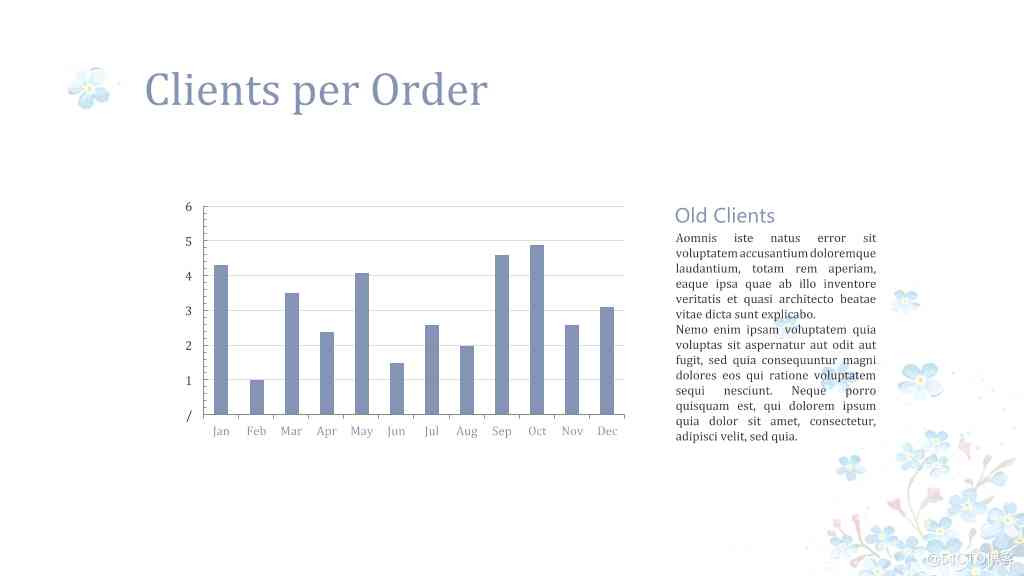 Clients per Order
6
5
4
3
2
1
/
Jan Feb Mar Apr May Jun Jul Aug Sep Oct Nov Dec
Old Clients
Aomnis iste natus error sit
voluptatem accusantium doloremque
laudantium, totam rem aperiam,
eaque ipsa quae ab illo inventore
veritatis et quasi architecto beatae
vitae dicta sunt explicabo.
Nemo enim ipsam voluptatem quia
voluptas sit aspernatur aut odit aut
fugit, sed quia consequuntur magni
dolores eos qui ratione voluptatem
sequi nesciunt. Neque porro
quisquam est, qui dolorem ipsum
quia dolor sit amet, consectetur,
adipisci velit, sed quia.
@51CTO博客